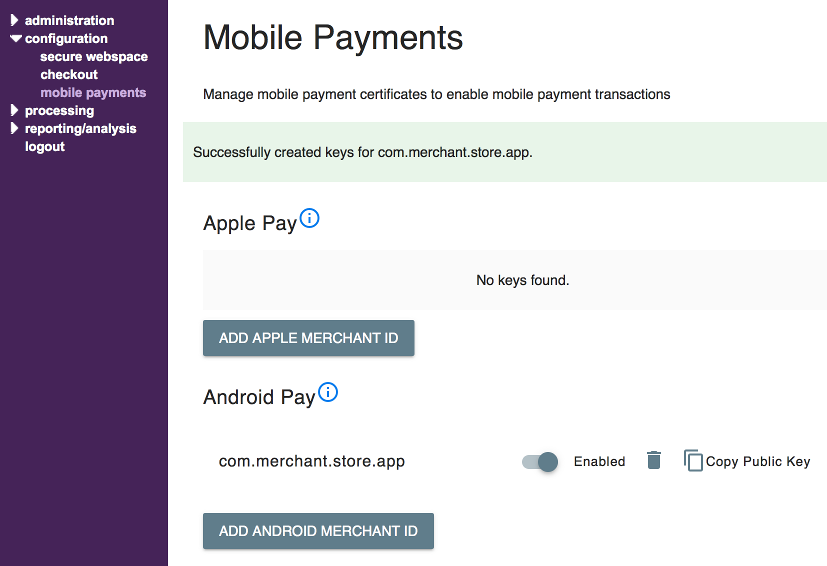 administration
configuration
secure webspace
checkout
mobile payments
processing
reporting/analysis
logout
Mobile Payments
Manage mobile payment certificates to enable mobile payment transactions
Successfully created keys for com.merchant.store.app.
Apple Pay
No keys found.
ADD APPLE MERCHANT ID
Android Pay
com.merchant.store.app Enabled Copy Public Key
ADD ANDROID MERCHANT ID